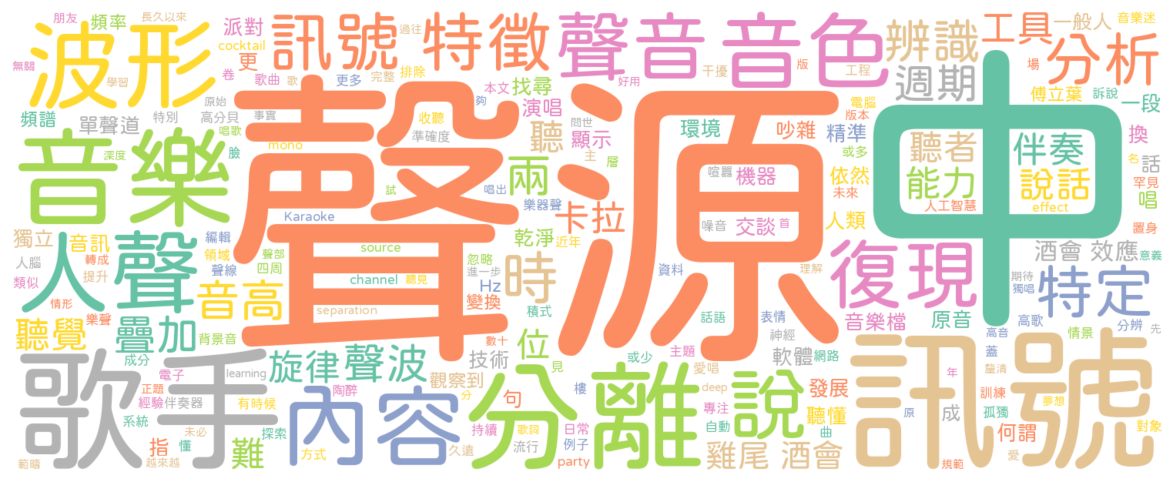 朋友
頻率
長久以來
派對
訊號
特徵
聲音
音色
辨識
工具
一般人
音樂迷
波形
cocktail
更
過往
分析
無關
學習
卷
歌曲
歌
更多
完整
排除
本文
找尋
干擾
版
好用
工程
週期
場
傅立葉
訴說
一段
頻譜
原始
高分貝
特別
單聲道
事實
唱歌
收聽
夠
準確度
演唱
問世
聽
顯示
環境
吵雜
電腦
版本
精準
或多
換
音樂
深度
臉
mono
聲源
主
層
中
聽者
伴奏
名
話
罕見
試
唱出
兩
喧囂
機器
依然
能力
說話
唱
未來
人工智慧
effect
置身
人聲
獨立
音訊
編輯
Karaoke
樂器聲
卡拉
噪音
交談
首
人類
人腦
轉成
領域
聲部
source
乾淨
近年
酒會
效應
意義
類似
提升
聲線
四周
channel
聽見
忽略
進一步
時
Hz
資料
理解
復現
期待
獨唱
特定
情形
音高
separation
變換
積式
聽覺
疊加
樂聲
背景音
數十
位
話語
表情
音樂檔
原音
高歌
高音
情景
分辨
先
成分
旋律
聲波
技術
或少
主題
神經
軟體
網路
蓋
釐清
歌手
電子
learning
陶醉
觀察到
見
愛唱
訊號
正題
經驗
伴奏器
有時候
內容
分
分離
樓
說
deep
專注
發展
年
訓練
夢想
系統
未必
探索
句
日常
自動
聽懂
原
成
孤獨
對象
範疇
越來越
指
懂
難
方式
持續
歌與
久遠
流行
例子
party
雞尾
酒會
曲
規範
何謂
愛